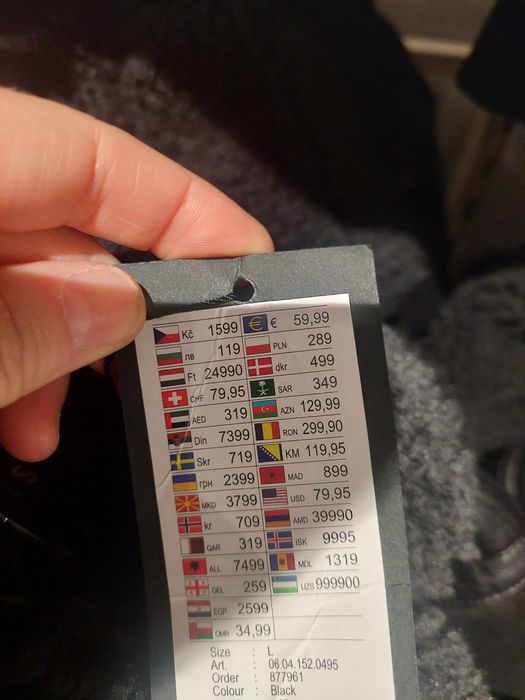 Kč 1599 € 59,99
лв 119 PLN 289
Ft 24990 dkr 499
CHF 79,95 SAR 349
AED 319 AZN 129,99
Din 7399 RON 299,90
Skr 719 KM 119,95
грн 2399 MAD 899
MKD 3799 USD 79,95
kr 709 AMD 39990
QAR 319 ISK 9995
ALL 7499 MDL 1319
GEL 259 UZS 999900
EGP 2599
OMR 34,99
Size : L
Art. : 06.04.152.0495
Order : 877961
Colour : Black